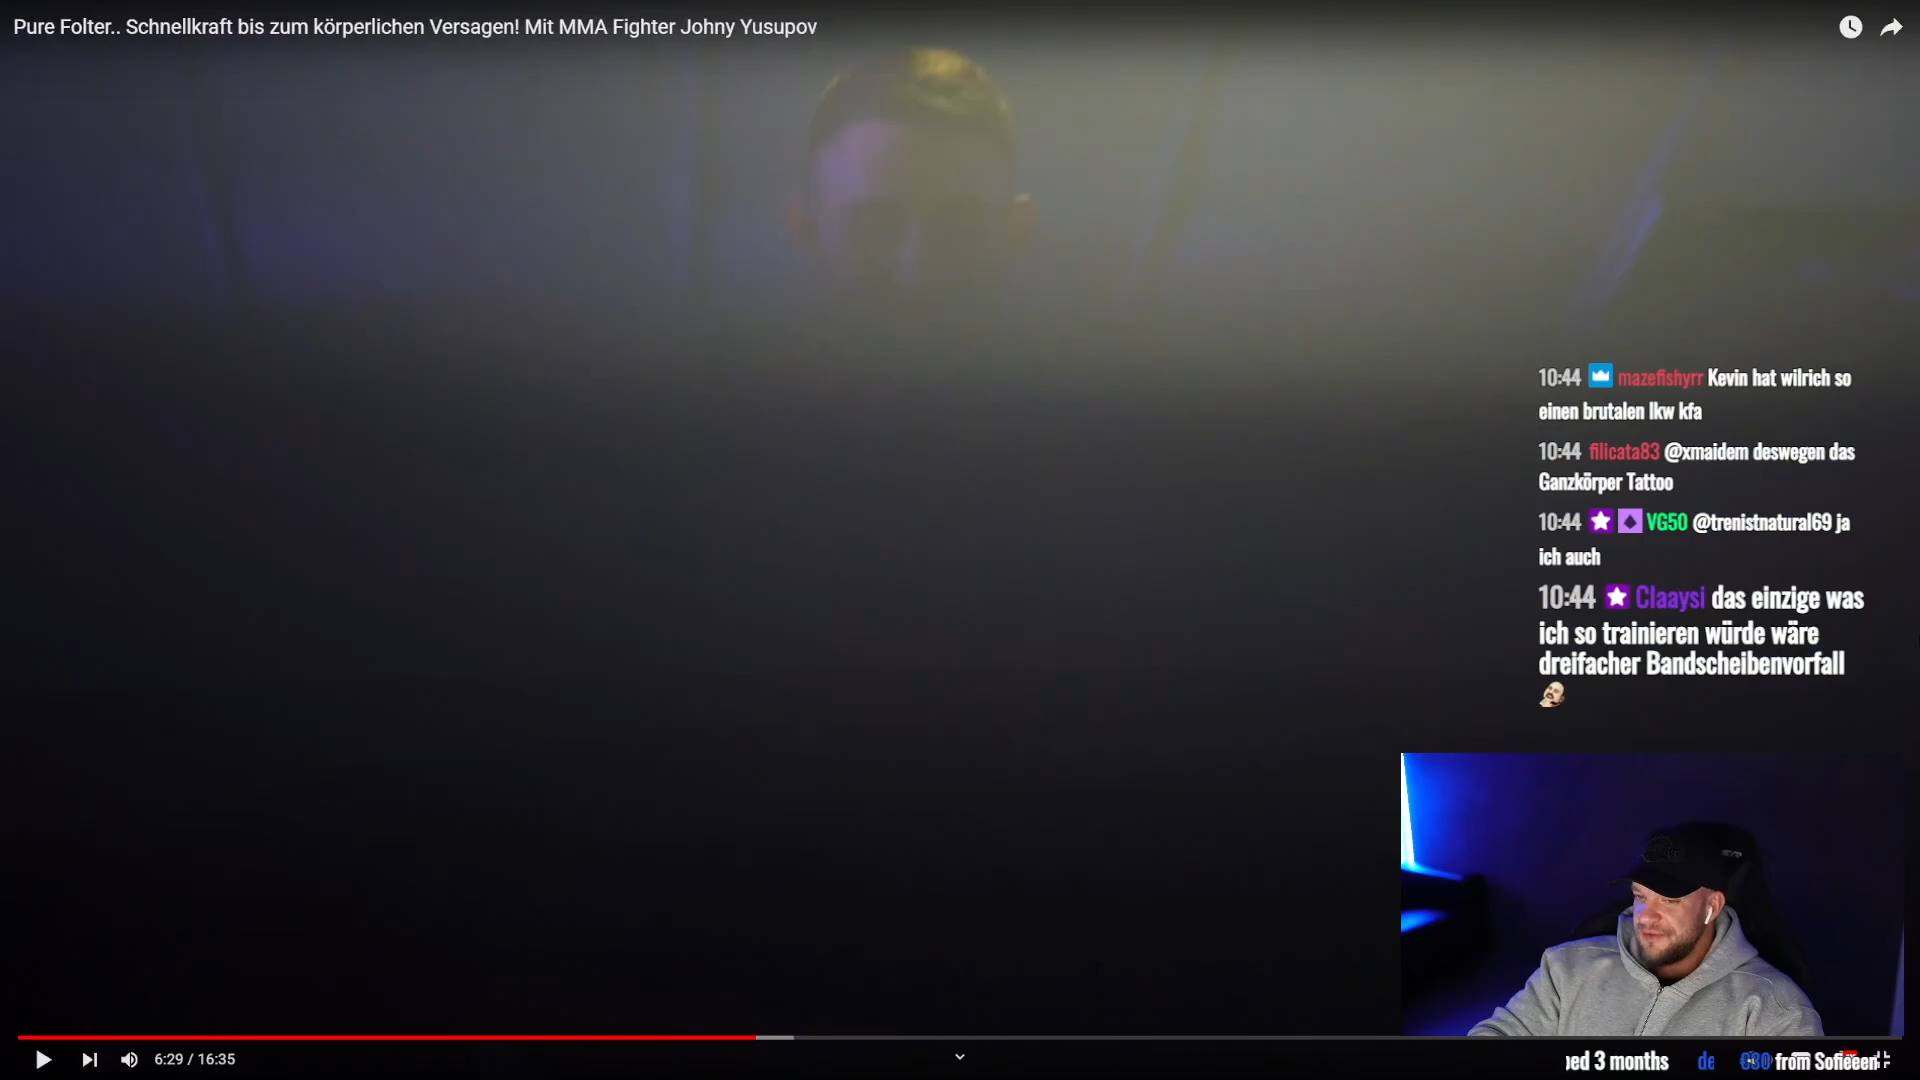 Pure Folter.. Schnellkraft bis zum körperlichen Versagen! Mit MMA Fighter Johny Yusupov
10:44 mazefishyrr Kevin hat wilrich so
einen brutalen lkw kfa
10:44 filicata83 @xmaidem deswegen das
Ganzkörper Tattoo
10:44 VG50 @trenistnatural69 ja
ich auch
10:44 Claaysi das einzige was
ich so trainieren würde wäre
dreifacher Bandscheibenvorfall
6:29 / 16:35
3 months from Sofieeen